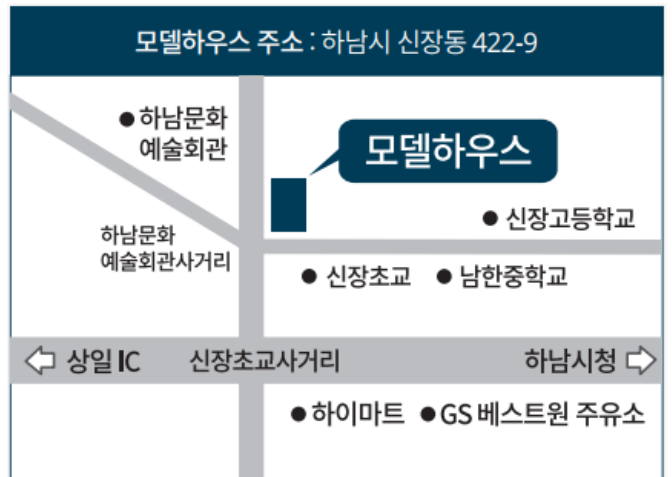 모델하우스 주소 : 하남시 신장동 422-9
하남문화
예술회관
모델하우스
신장고등학교
하남문화
예술회관사거리
신장초교
남한중학교
상일 IC
신장초교사거리
하남시청
하이마트
GS 베스트원 주유소